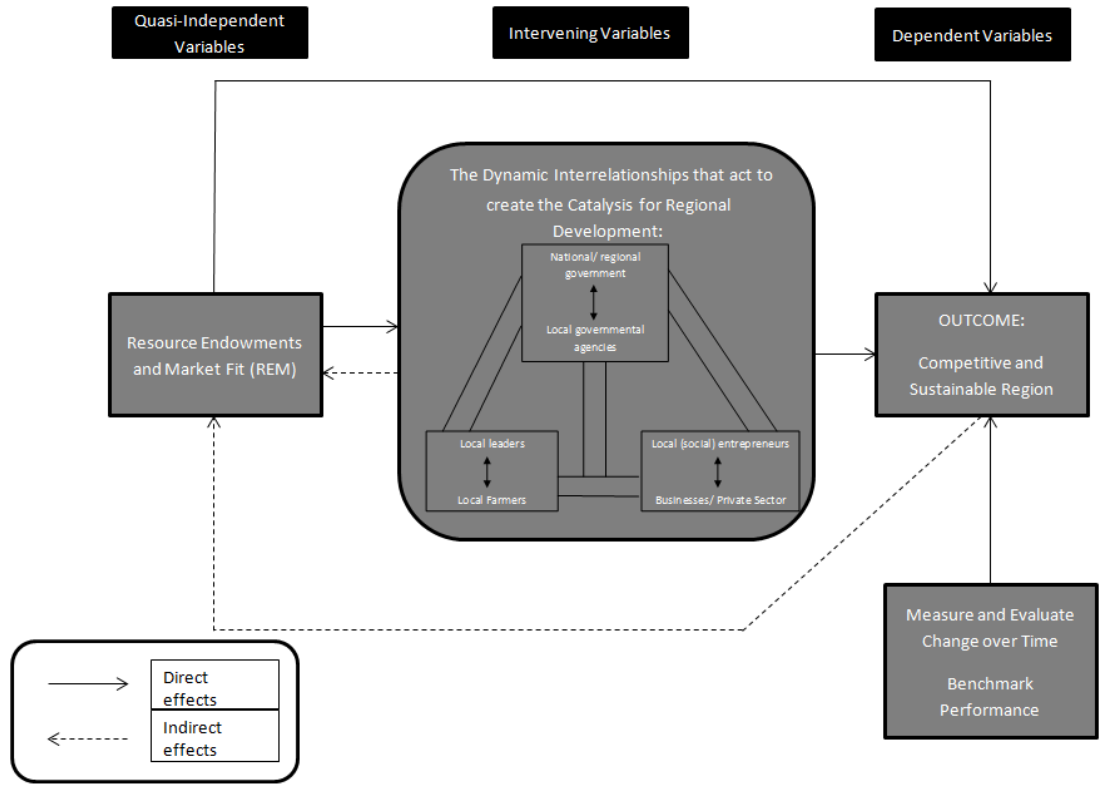 Quasi-Independent
Variables
Intervening Variables
Dependent Variables
The Dynamic Interrelationships that act to
create the Catalysis for Regional
Development:
National/ regional
government
Local governmental
agencies
Local leaders
Local Farmers
Local (social) entrepreneurs
Businesses/ Private Sector
Resource Endowments
and Market Fit (REM)
OUTCOME:
Competitive and
Sustainable Region
Measure and Evaluate
Change over Time
Benchmark
Performance
Direct
effects
Indirect
effects